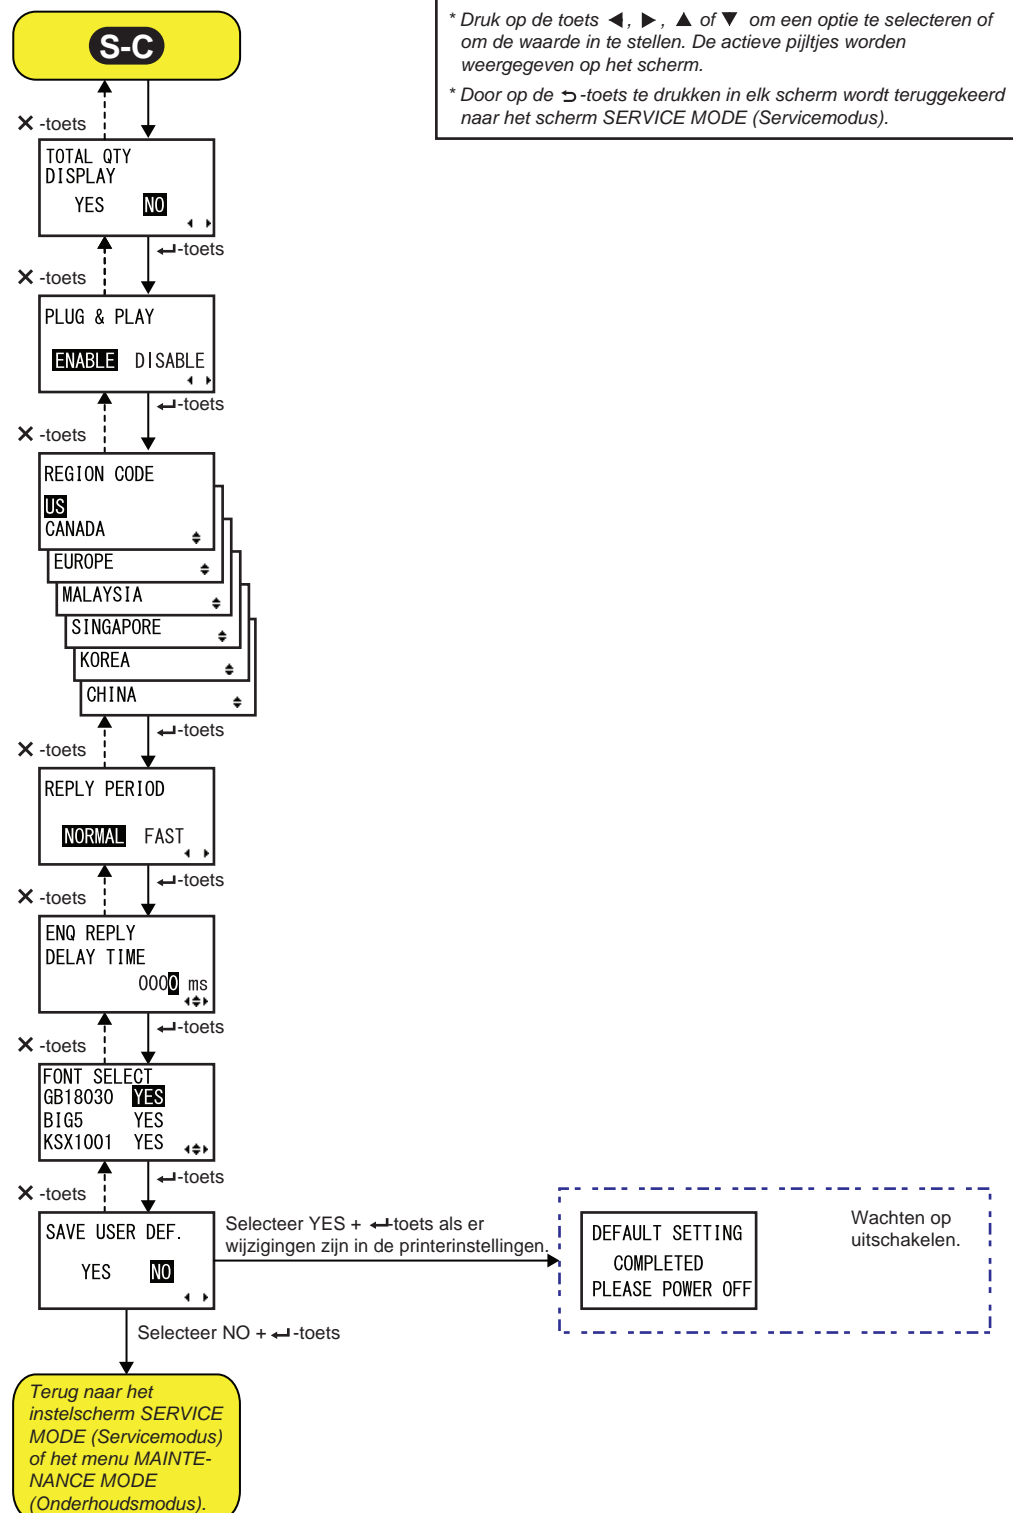 S-C
* Druk op de toets ◀, ▶, ▲ of ▼ om een optie te selecteren of
om de waarde in te stellen. De actieve pijltjes worden
weergegeven op het scherm.
* Door op de ⮌-toets te drukken in elk scherm wordt teruggekeerd
naar het scherm SERVICE MODE (Servicemodus).
✕ -toets
TOTAL QTY
DISPLAY
YES NO
↵-toets
✕ -toets
PLUG & PLAY
ENABLE DISABLE
↵-toets
✕ -toets
REGION CODE
US
CANADA
EUROPE
MALAYSIA
SINGAPORE
KOREA
CHINA
↵-toets
✕ -toets
REPLY PERIOD
NORMAL FAST
↵-toets
✕ -toets
ENQ REPLY
DELAY TIME
0000 ms
↵-toets
✕ -toets
FONT SELECT
GB18030 YES
BIG5 YES
KSX1001 YES
↵-toets
✕ -toets
SAVE USER DEF.
YES NO
Selecteer YES + ↵-toets als er
wijzigingen zijn in de printerinstellingen.
DEFAULT SETTING
COMPLETED
PLEASE POWER OFF
Wachten op
uitschakelen.
Selecteer NO + ↵-toets
Terug naar het
instelscherm SERVICE
MODE (Servicemodus)
of het menu MAINTE-
NANCE MODE
(Onderhoudsmodus).